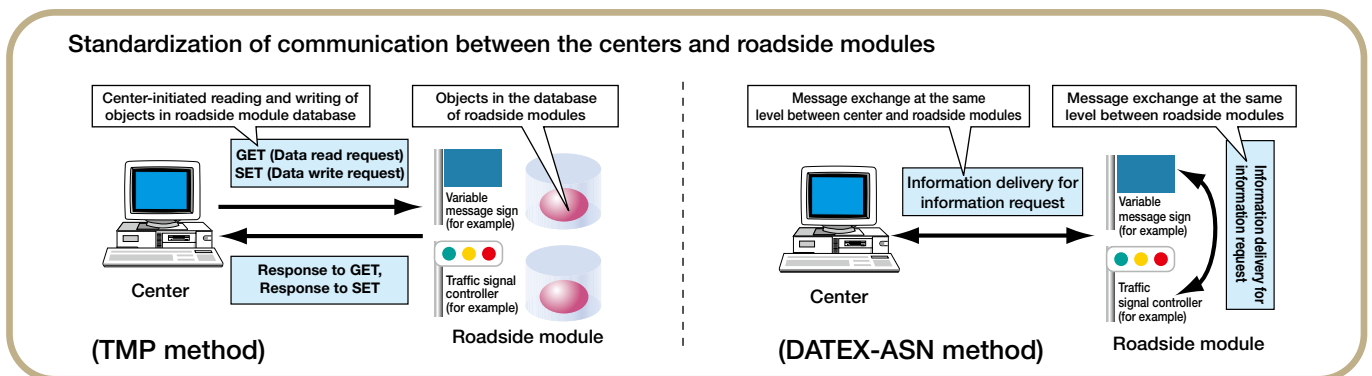 Standardization of communication between the centers and roadside modules
Center-initiated reading and writing of
objects in roadside module database
Objects in the database
of roadside modules
GET (Data read request)
SET (Data write request)
Variable
message sign
(for example)
Response to GET,
Response to SET
Traffic signal
controller
(for example)
Center
Roadside module
(TMP method)
Message exchange at the same
level between center and roadside modules
Message exchange at the same
level between roadside modules
Information delivery for
information request
Variable
message sign
(for example)
Information delivery for
information request
Traffic
signal controller
(for example)
Center
Roadside module
(DATEX-ASN method)